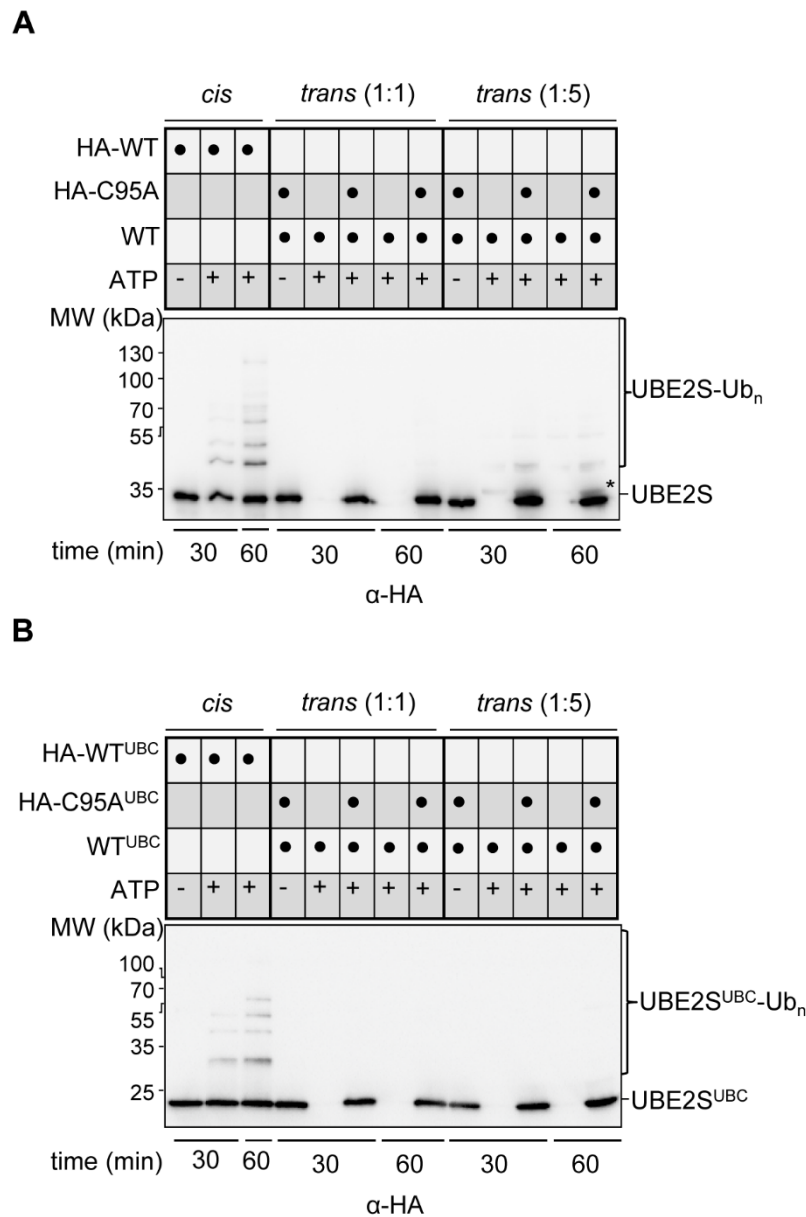 A
cis trans (1:1) trans (1:5)
HA-WT ● ● ●
HA-C95A ● ● ● ● ● ●
WT ● ● ● ● ● ● ● ● ● ●
ATP - + + - + + + + - + + + +
MW (kDa)
130
100
70
55
35
UBE2S-Ubₙ
*
UBE2S
time (min) 30 60 30 60 30 60
α-HA
B
cis trans (1:1) trans (1:5)
HA-WTᵁᴮᶜ ● ● ●
HA-C95Aᵁᴮᶜ ● ● ● ● ● ●
WTᵁᴮᶜ ● ● ● ● ● ● ● ● ● ●
ATP - + + - + + + + - + + + +
MW (kDa)
100
70
55
35
25
UBE2Sᵁᴮᶜ-Ubₙ
UBE2Sᵁᴮᶜ
time (min) 30 60 30 60 30 60
α-HA